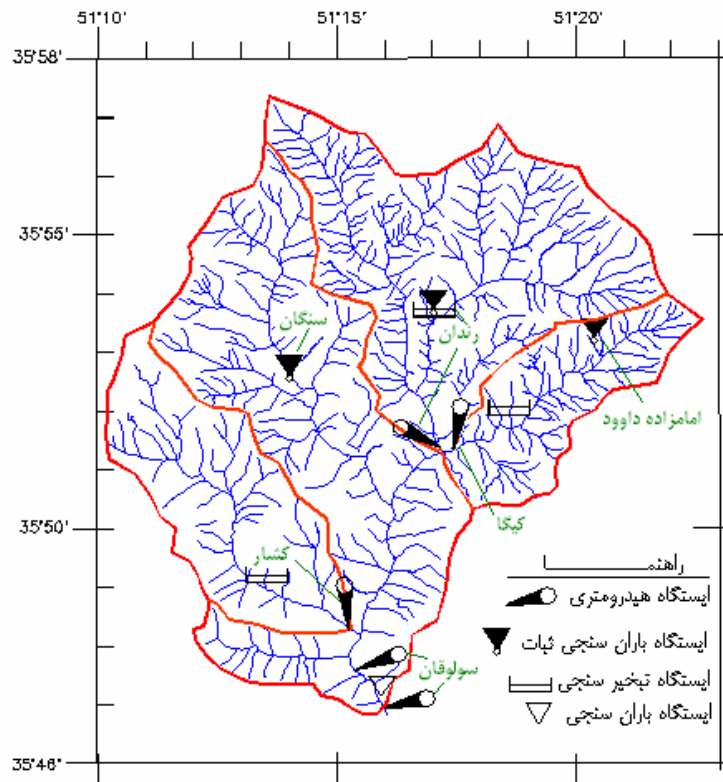 51°10'
51°15'
51°20'
35°58'
35°55'
35°50'
35°46'
سنگان
رندان
امامزاده داوود
کیگا
کشار
سولوقان
راهنم
ایستگاه هیدرومتری
ایستگاه باران سنجی ثبات
ایستگاه تبخیر سنجی
ایستگاه باران سنجی